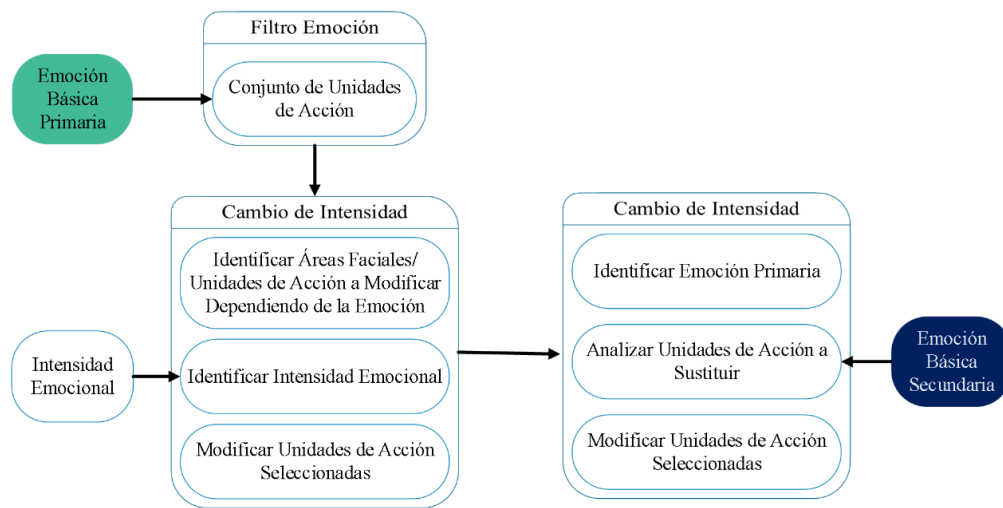 Filtro Emoción
Emoción
Básica
Primaria
Conjunto de Unidades
de Acción
Cambio de Intensidad
Identificar Áreas Faciales/
Unidades de Acción a Modificar
Dependiendo de la Emoción
Intensidad
Emocional
Identificar Intensidad Emocional
Modificar Unidades de Acción
Seleccionadas
Cambio de Intensidad
Identificar Emoción Primaria
Analizar Unidades de Acción a
Sustituir
Emoción
Básica
Secundaria
Modificar Unidades de Acción
Seleccionadas